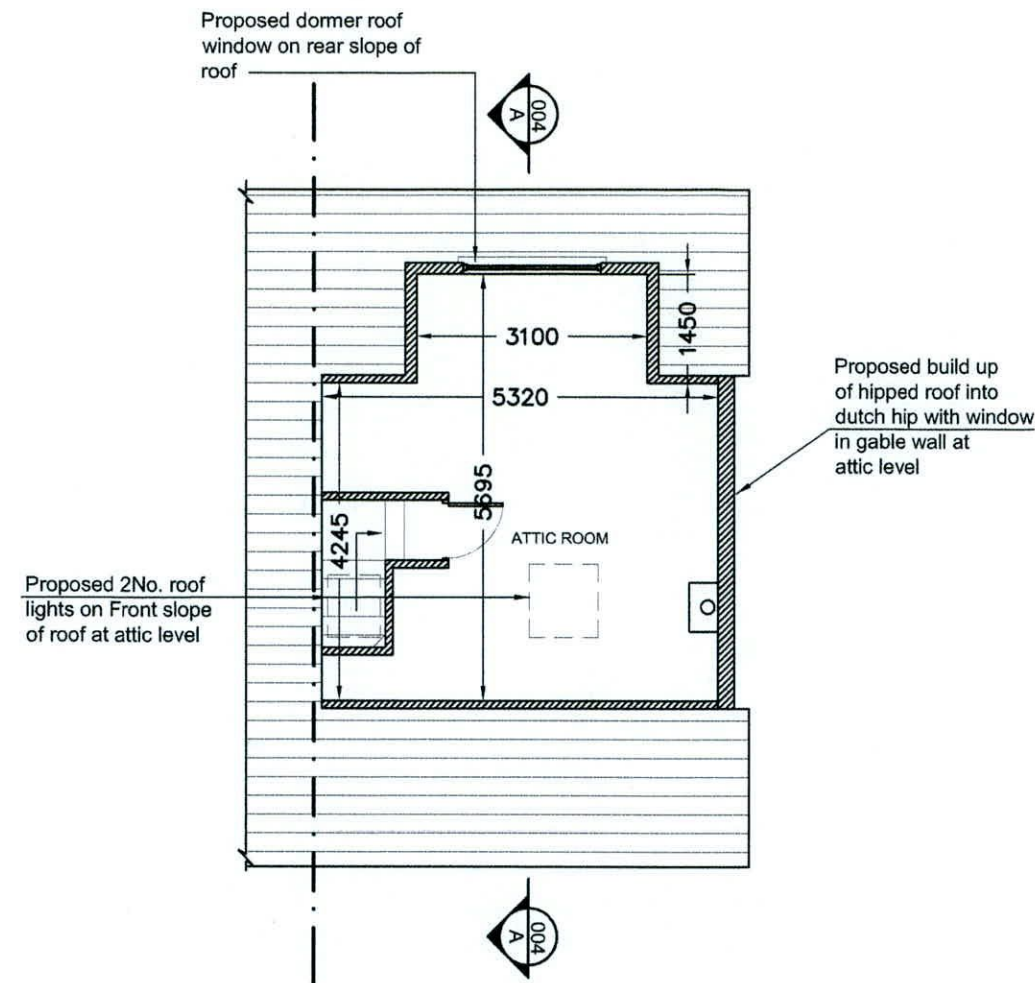 Proposed dormer roof
window on rear slope of
roof
004
A
3100
1450
5320
Proposed build up
of hipped roof into
dutch hip with window
in gable wall at
attic level
5695
4245
ATTIC ROOM
Proposed 2No. roof
lights on Front slope
of roof at attic level
004
A